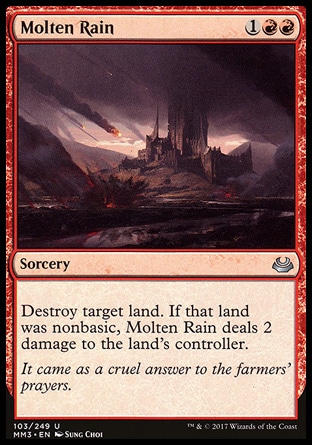 Molten Rain 1
Sorcery
Destroy target land. If that land
was nonbasic, Molten Rain deals 2
damage to the land's controller.
It came as a cruel answer to the farmers'
prayers.
103/249 U
MM3 • EN Sung Choi
™ & © 2017 Wizards of the Coast